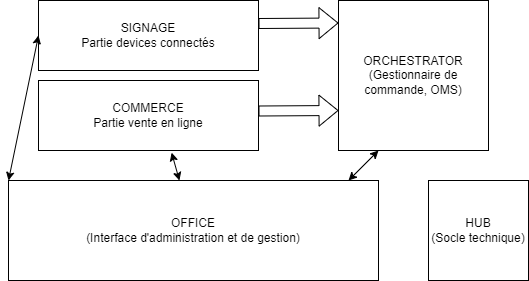 SIGNAGE
Partie devices connectés
COMMERCE
Partie vente en ligne
ORCHESTRATOR
(Gestionnaire de
commande, OMS)
OFFICE
(Interface d'administration et de gestion)
HUB
(Socle technique)